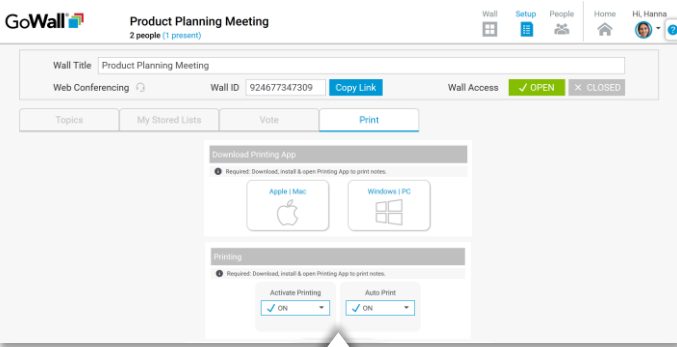 GoWall
Product Planning Meeting
2 people (1 present)
Wall Setup People Home Hi, Hanna
?
Wall Title Product Planning Meeting
Web Conferencing Wall ID 924677347309 Copy Link Wall Access ✓ OPEN × CLOSED
Topics My Stored Lists Vote Print
Download Printing App
Required: Download, install & open Printing App to print notes.
Apple | Mac Windows | PC
Printing
Required: Download, install & open Printing App to print notes.
Activate Printing Auto Print
✓ ON ✓ ON